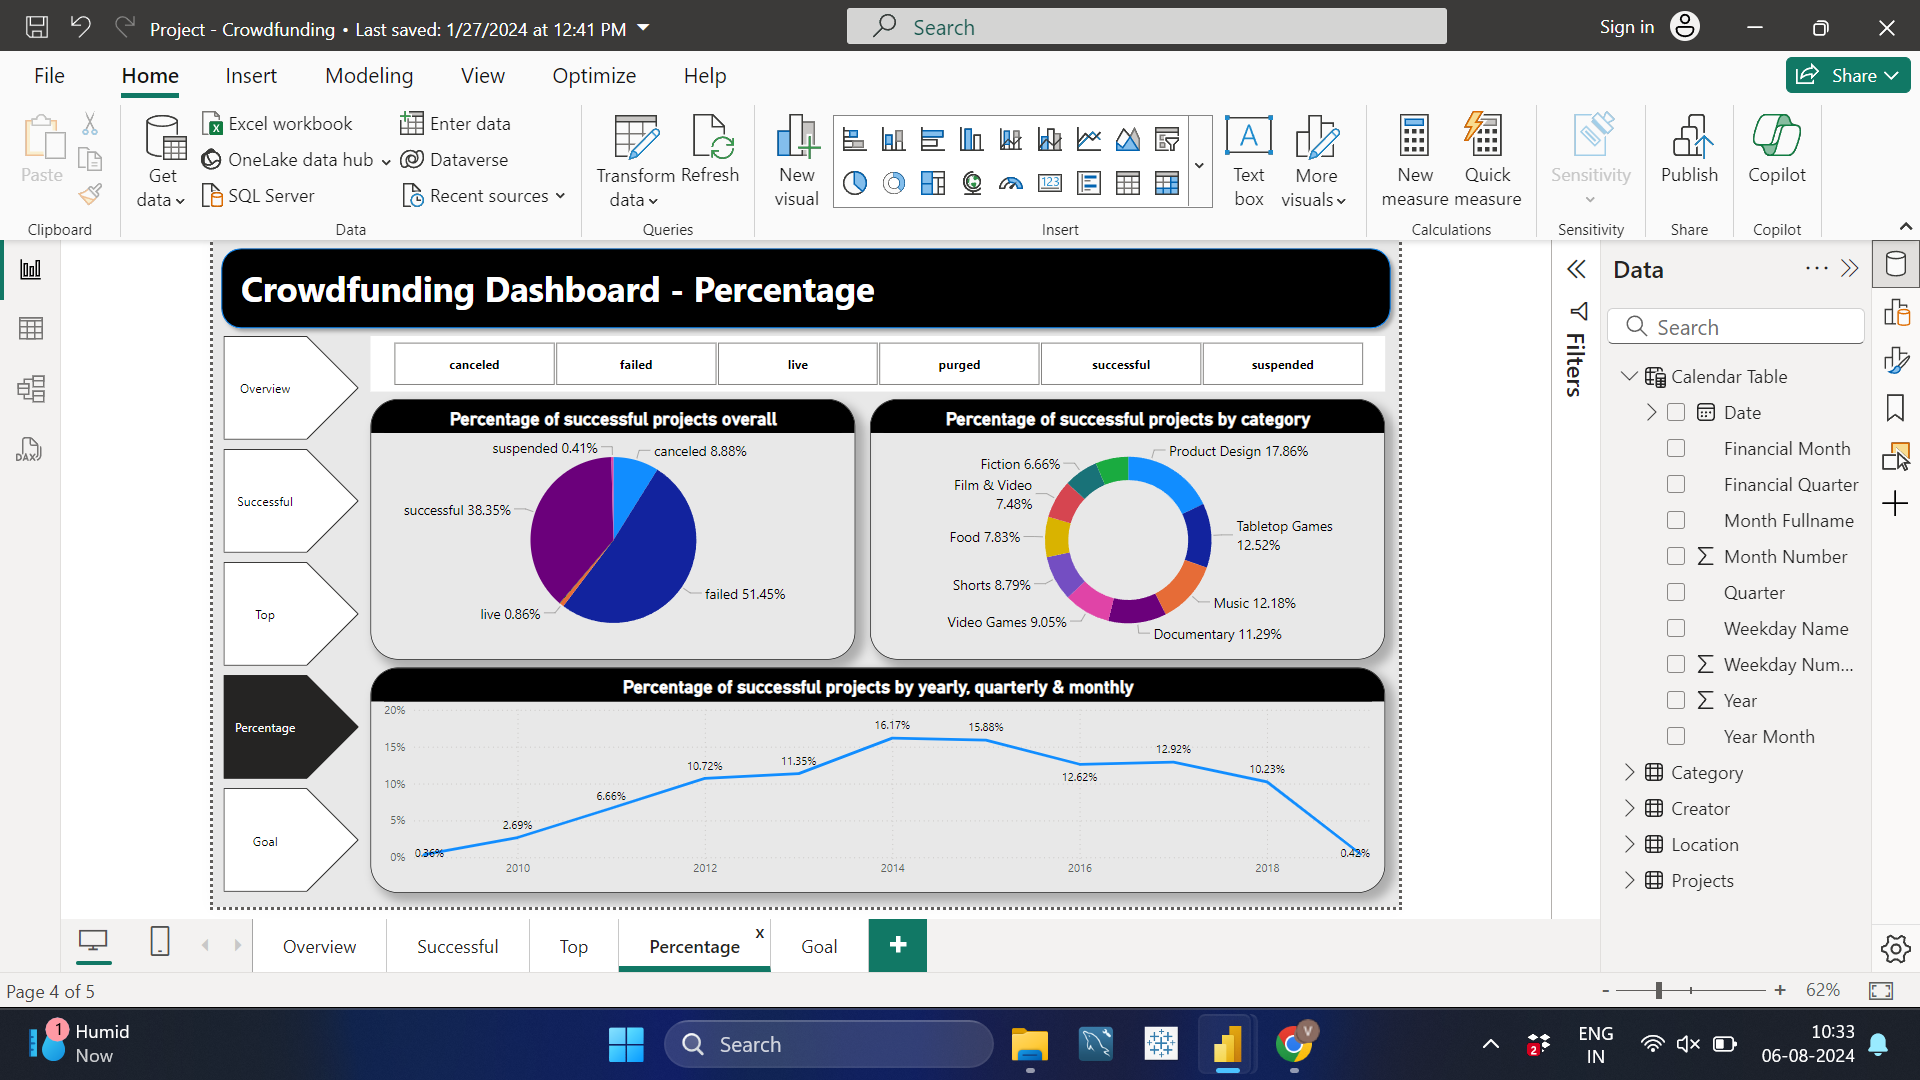 Project - Crowdfunding • Last saved: 1/27/2024 at 12:41 PM
Search
Sign in
File Home Insert Modeling View Optimize Help
Share
Paste
Clipboard
Get data
Excel workbook
OneLake data hub
SQL Server
Enter data
Dataverse
Recent sources
Data
Transform data
Refresh
Queries
New visual
123
Text box
More visuals
Insert
New measure
Quick measure
Calculations
Sensitivity
Sensitivity
Publish
Share
Copilot
Copilot
DAX
Crowdfunding Dashboard - Percentage
Overview
Successful
Top
Percentage
Goal
canceled failed live purged successful suspended
Percentage of successful projects overall
suspended 0.41%
canceled 8.88%
successful 38.35%
failed 51.45%
live 0.86%
Percentage of successful projects by category
Product Design 17.86%
Fiction 6.66%
Film & Video
7.48%
Tabletop Games
12.52%
Food 7.83%
Shorts 8.79%
Music 12.18%
Video Games 9.05%
Documentary 11.29%
Percentage of successful projects by yearly, quarterly & monthly
20%
15%
10%
5%
0%
0.36%
2.69%
6.66%
10.72%
11.35%
16.17%
15.88%
12.62%
12.92%
10.23%
0.42%
2010 2012 2014 2016 2018
Filters
Data
Search
Calendar Table
Date
Financial Month
Financial Quarter
Month Fullname
Month Number
Quarter
Weekday Name
Weekday Num...
Year
Year Month
Category
Creator
Location
Projects
Overview Successful Top Percentage x Goal +
Page 4 of 5
- + 62%
1
Humid
Now
Search
V
2
ENG
IN
10:33
06-08-2024